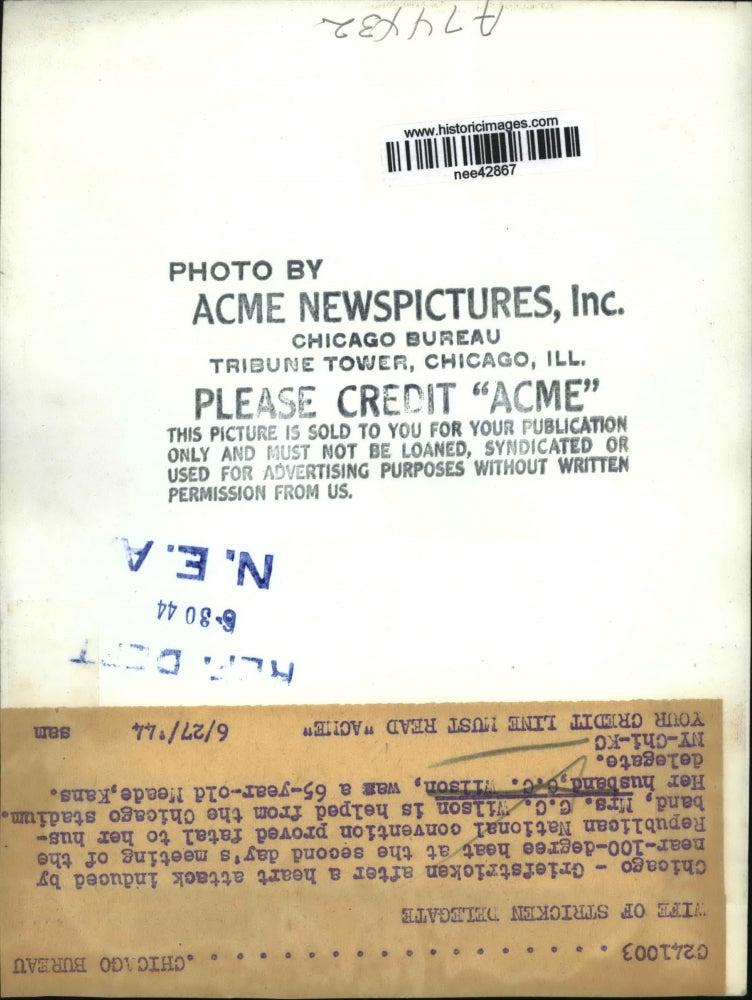 A74432
www.historicimages.com
nee42867
PHOTO BY
ACME NEWSPICTURES, Inc.
CHICAGO BUREAU
TRIBUNE TOWER, CHICAGO, ILL.
PLEASE CREDIT “ACME”
THIS PICTURE IS SOLD TO YOU FOR YOUR PUBLICATION
ONLY AND MUST NOT BE LOANED, SYNDICATED OR
USED FOR ADVERTISING PURPOSES WITHOUT WRITTEN
PERMISSION FROM US.
REF. DEPT
6-30 44
N.E.A.
C241003 . . . . . . . . . . . . . . . . CHICAGO BUREAU
WIFE OF STRICKEN DELEGATE
Chicago - Griefstricken after a heart attack induced by
near-100-degree heat at the second day's meeting of the
Republican National convention proved fatal to her hus-
band, Mrs. C.C. Wilson is helped from the Chicago stadium.
Her husband, C.C. Wilson, was a 65-year-old Meade, Kans.
delegate.
NY-Chi-KC
YOUR CREDIT LINE MUST READ "ACME" 6/27/44 sam